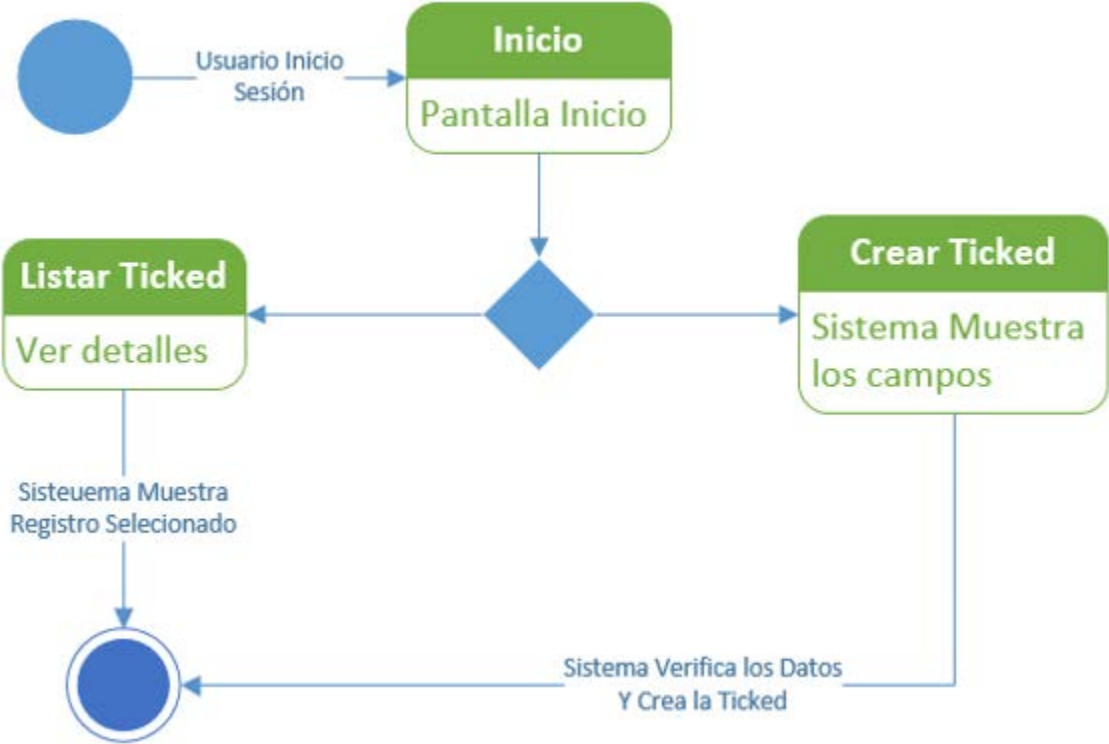 Usuario Inicio
Sesión
Inicio
Pantalla Inicio
Listar Ticked
Ver detalles
Crear Ticked
Sistema Muestra
los campos
Sisteuema Muestra
Registro Selecionado
Sistema Verifica los Datos
Y Crea la Ticked